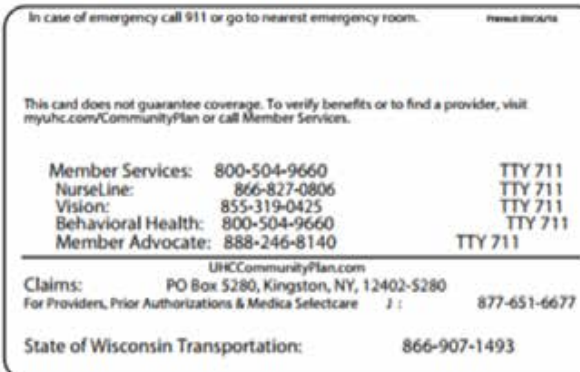 In case of emergency call 911 or go to nearest emergency room.
This card does not guarantee coverage. To verify benefits or to find a provider, visit
myuhc.com/CommunityPlan or call Member Services.
Member Services: 800-504-9660 TTY 711
NurseLine: 866-827-0806 TTY 711
Vision: 855-319-0425 TTY 711
Behavioral Health: 800-504-9660 TTY 711
Member Advocate: 888-246-8140 TTY 711
UHCCommunityPlan.com
Claims: PO Box 5280, Kingston, NY, 12402-5280
For Providers, Prior Authorizations & Medica Selectcare : 877-651-6677
State of Wisconsin Transportation: 866-907-1493